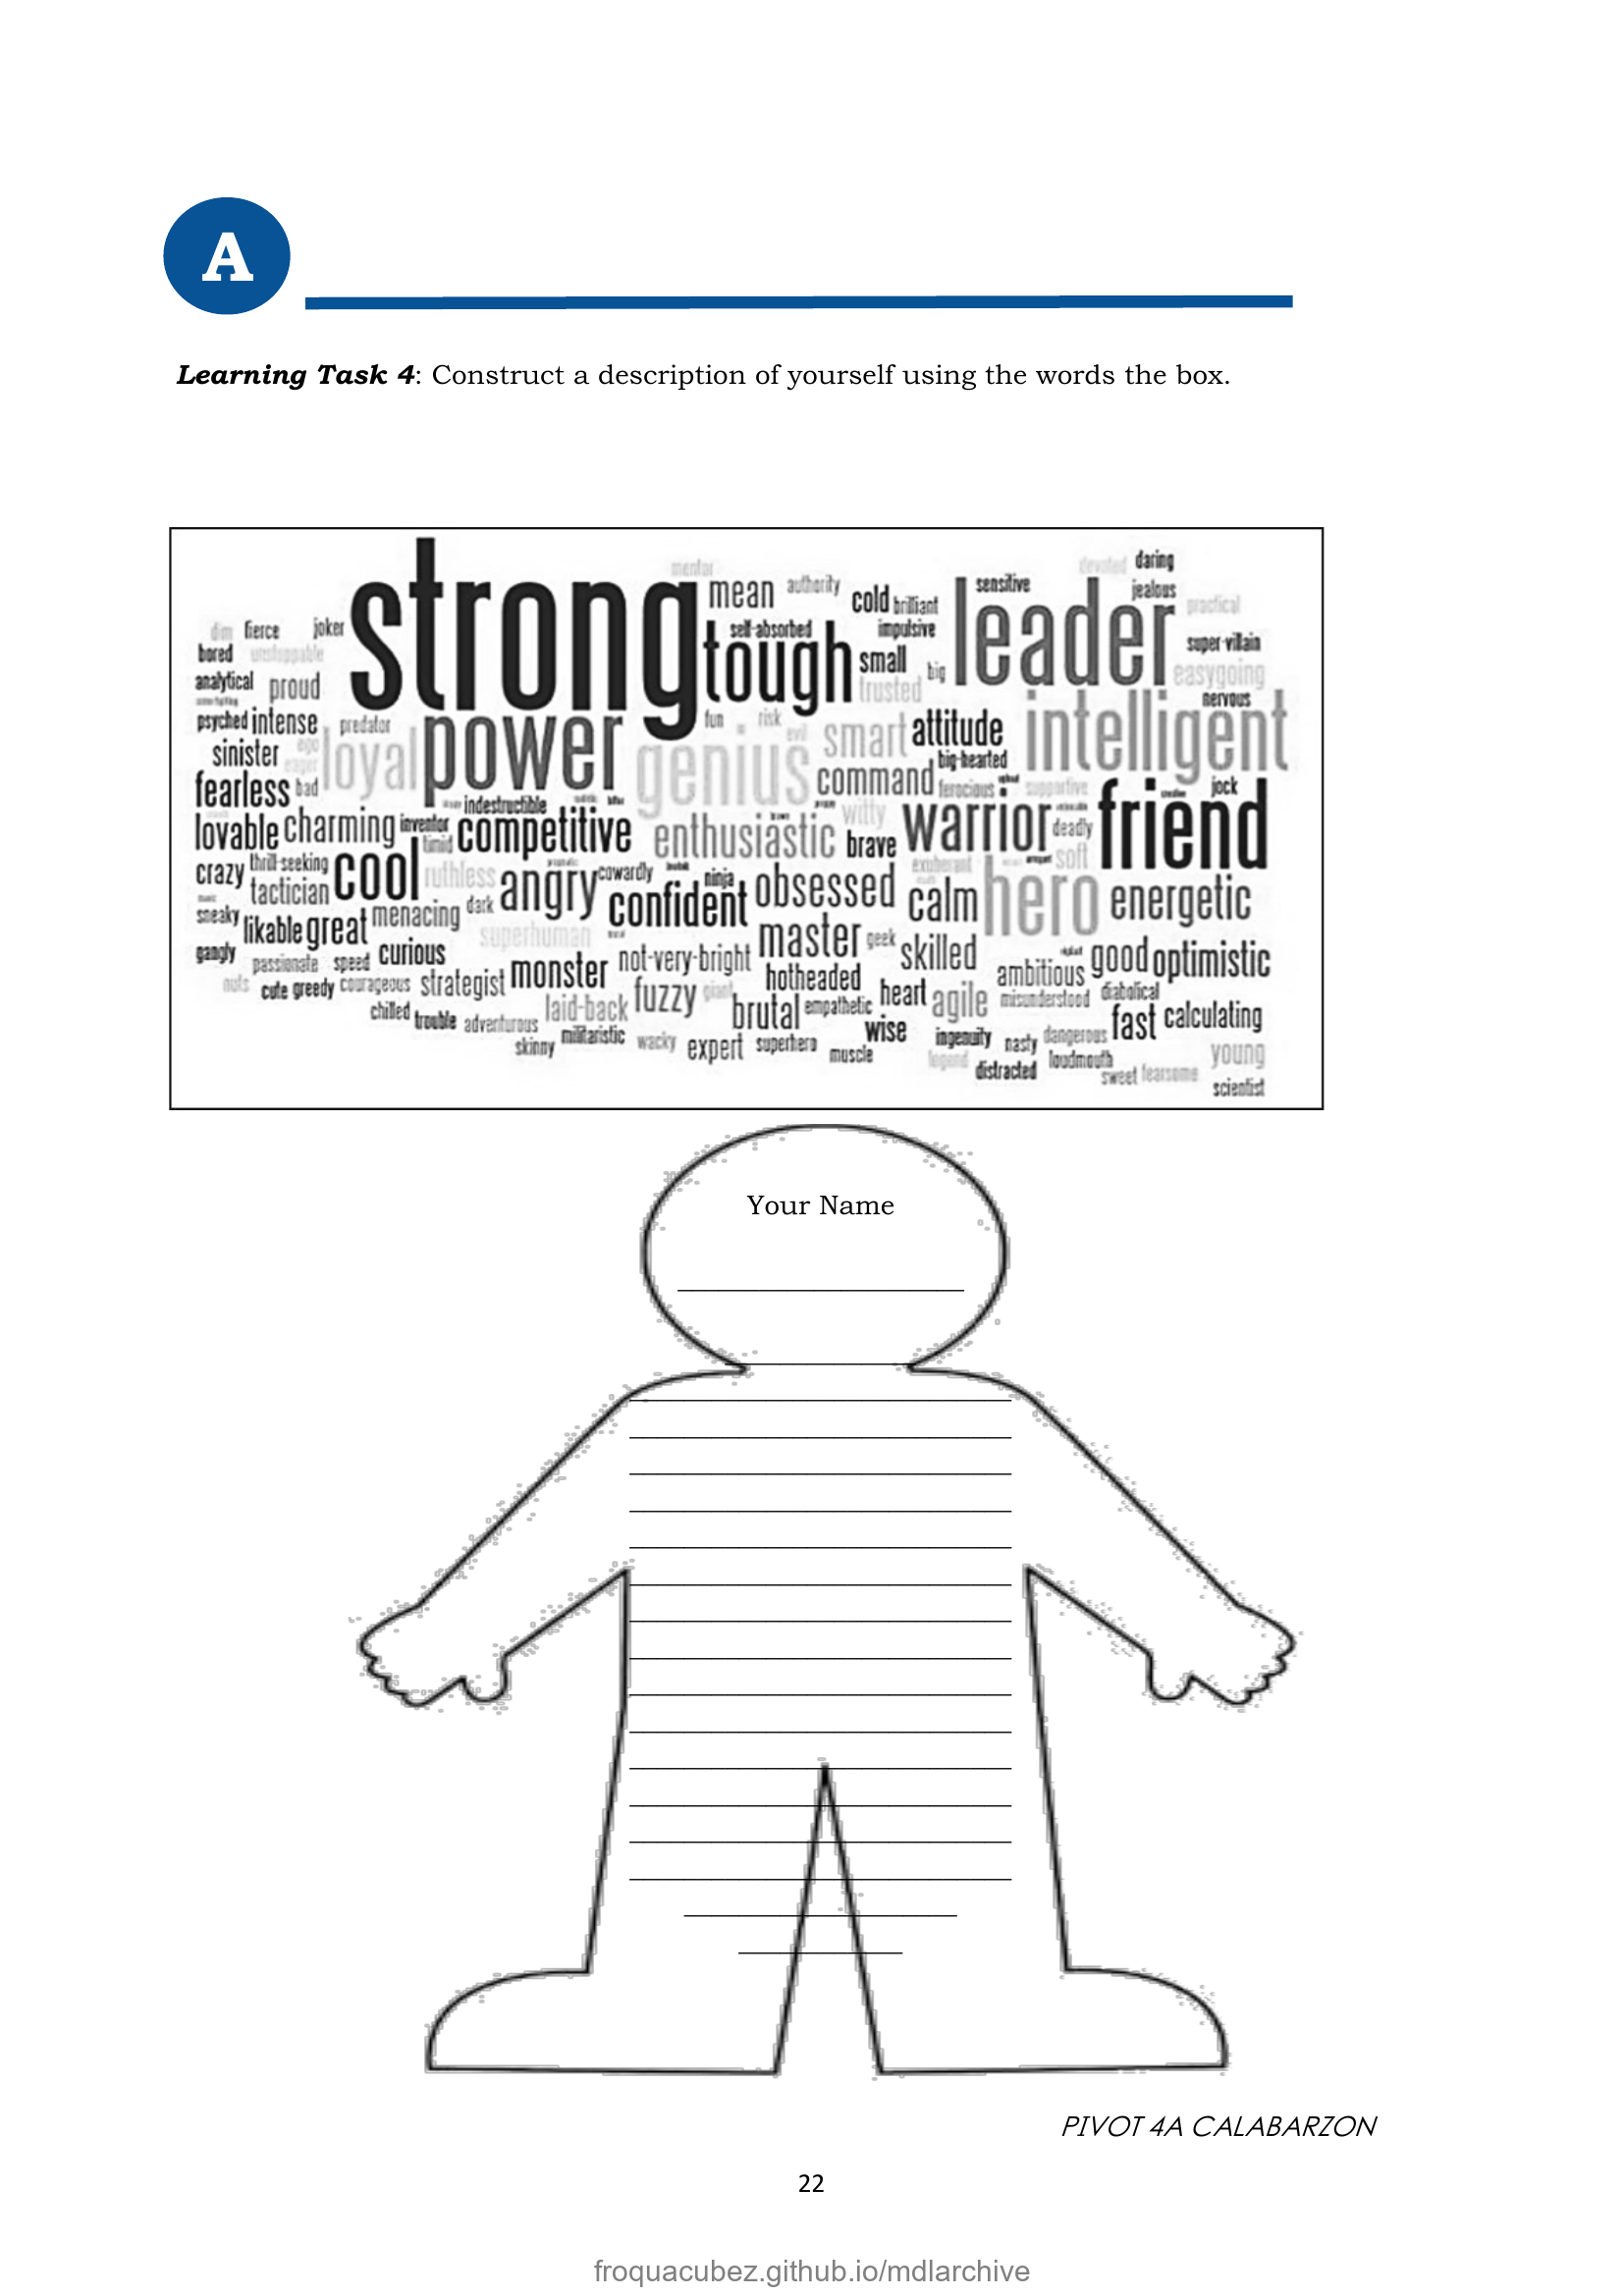 A
Learning Task 4: Construct a description of yourself using the words the box.
mentor devoted daring
strong mean authority cold brilliant sensitive leader jealous practical
dim fierce joker self-absorbed impulsive super-villain
bored unstoppable tough small big easygoing
analytical proud trusted nervous
psyched intense predator power fun risk smart attitude intelligent
sinister ego loyal genius evil big-hearted
eager command
fearless bad indestructible ferocious supportive jock
lovable charming inventor competitive enthusiastic witty brave warrior deadly friend
timid
crazy thrill-seeking cool ruthless angry cowardly ninja obsessed exuberant soft
tactician confident calm hero energetic
sneaky likable great menacing dark superhuman master geek skilled
gangly passionate speed curious not-very-bright ambitious good optimistic
nuts cute greedy courageous strategist monster hotheaded heart agile misunderstood diabolical
chilled trouble adventurous laid-back fuzzy giant brutal empathetic fast calculating
skinny militaristic wacky expert superhero muscle wise ingenuity nasty dangerous
legend distracted loudmouth young
sweet fearsome scientist
Your Name
PIVOT 4A CALABARZON
22
froquacubez.github.io/mdlarchive